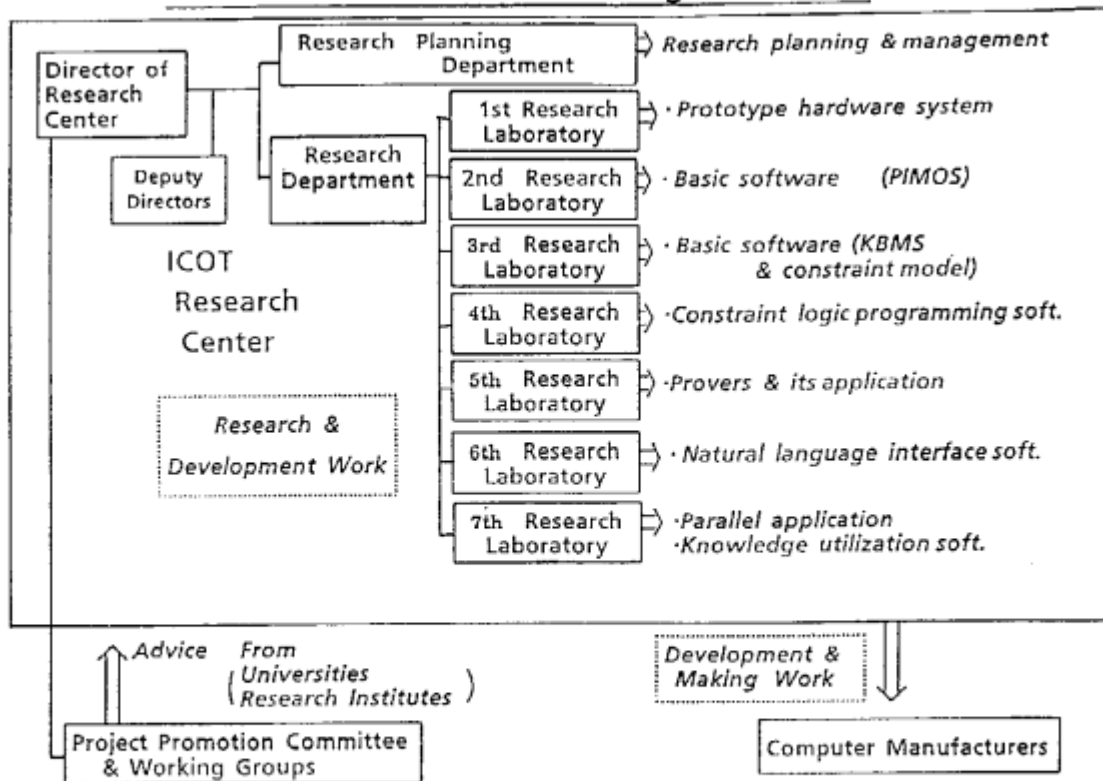 Research Planning
Department
Research planning & management
Director of
Research
Center
Deputy
Directors
Research
Department
1st Research
Laboratory
·Prototype hardware system
2nd Research
Laboratory
·Basic software (PIMOS)
3rd Research
Laboratory
·Basic software (KBMS
& constraint model)
4th Research
Laboratory
·Constraint logic programming soft.
5th Research
Laboratory
·Provers & its application
6th Research
Laboratory
·Natural language interface soft.
7th Research
Laboratory
·Parallel application
·Knowledge utilization soft.
ICOT
Research
Center
Research &
Development Work
Advice From
(Universities
Research Institutes)
Development &
Making Work
Project Promotion Committee
& Working Groups
Computer Manufacturers